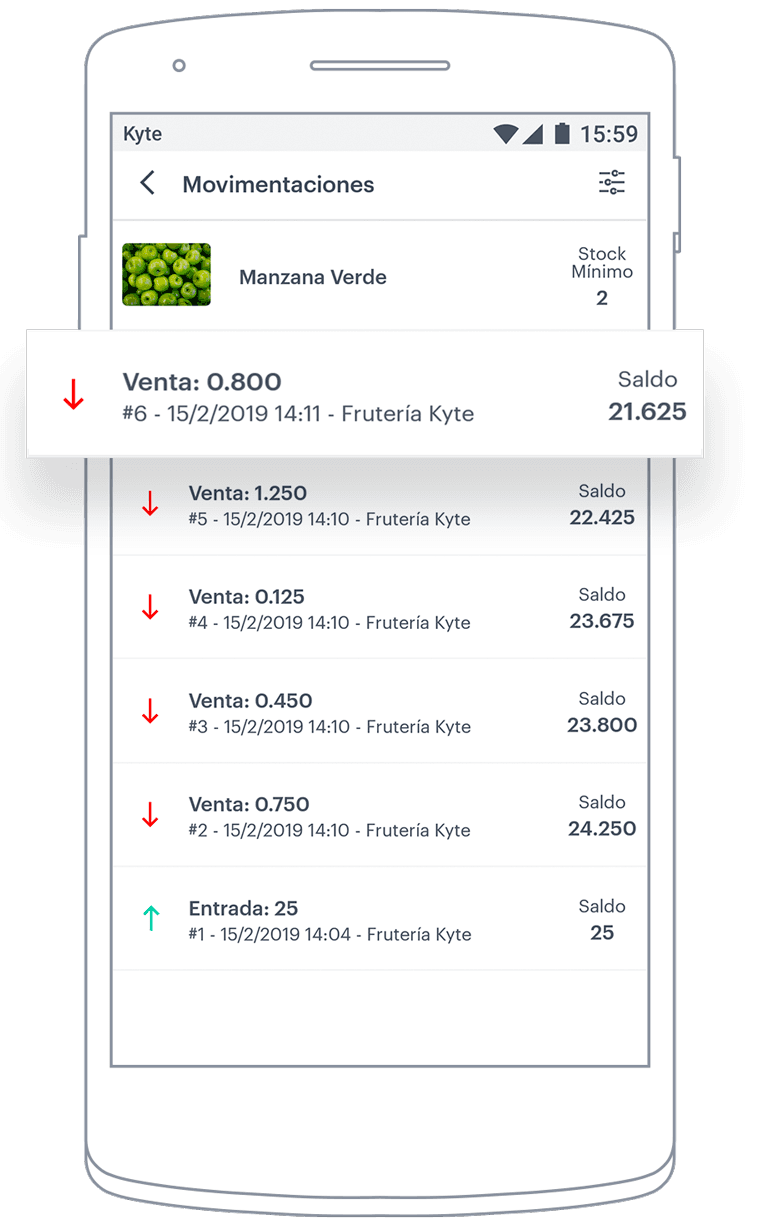 Kyte 15:59
Movimentaciones
Manzana Verde
Stock
Mínimo
2
Venta: 0.800
#6 - 15/2/2019 14:11 - Frutería Kyte
Saldo
21.625
Venta: 1.250
#5 - 15/2/2019 14:10 - Frutería Kyte
Saldo
22.425
Venta: 0.125
#4 - 15/2/2019 14:10 - Frutería Kyte
Saldo
23.675
Venta: 0.450
#3 - 15/2/2019 14:10 - Frutería Kyte
Saldo
23.800
Venta: 0.750
#2 - 15/2/2019 14:10 - Frutería Kyte
Saldo
24.250
Entrada: 25
#1 - 15/2/2019 14:04 - Frutería Kyte
Saldo
25